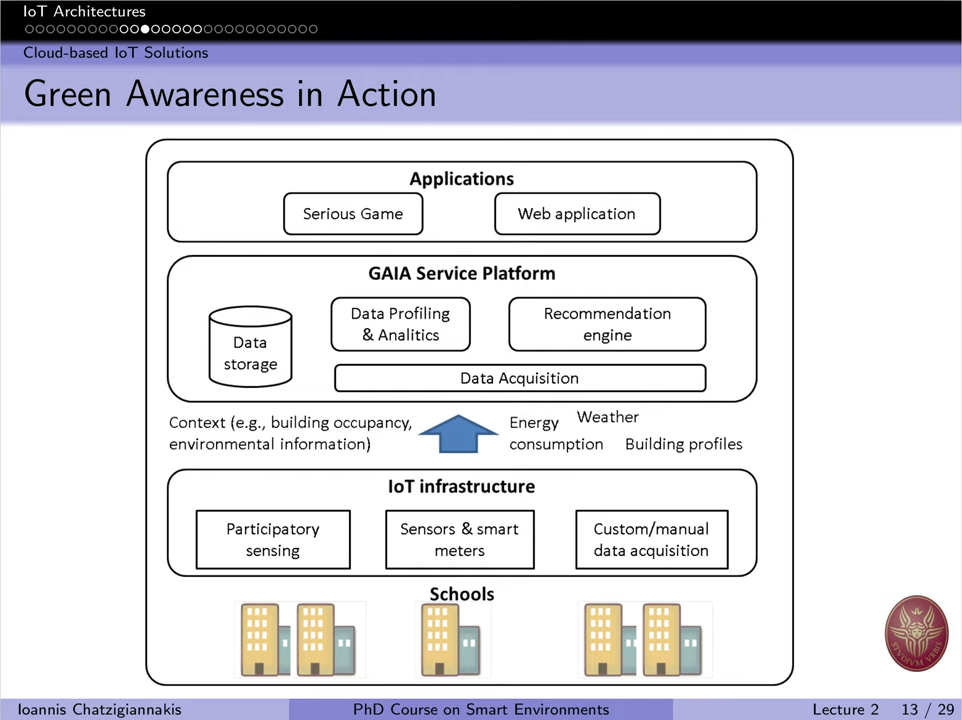 IoT Architectures
Cloud-based IoT Solutions
Green Awareness in Action
Applications
Serious Game
Web application
GAIA Service Platform
Data
storage
Data Profiling
& Analitics
Recommendation
engine
Data Acquisition
Context (e.g., building occupancy,
environmental information)
Energy
consumption
Weather
Building profiles
IoT infrastructure
Participatory
sensing
Sensors & smart
meters
Custom/manual
data acquisition
Schools
STVDIVM VRBIS
Ioannis Chatzigiannakis
PhD Course on Smart Environments
Lecture 2
13 / 29